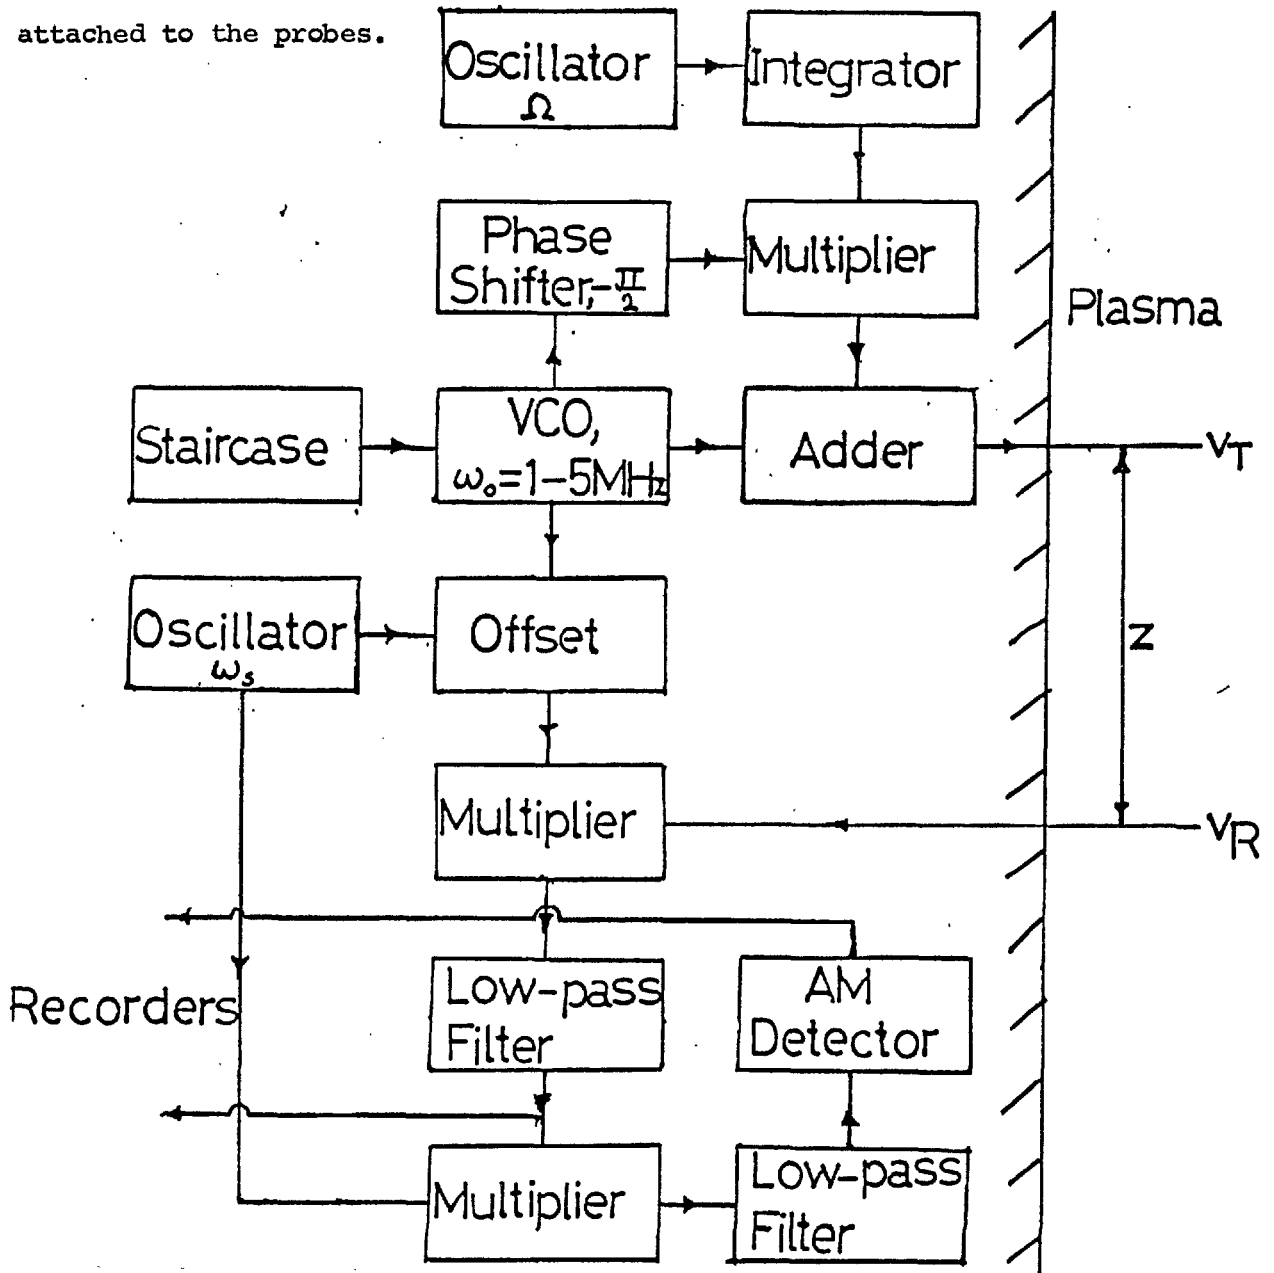 attached to the probes.
Oscillator
Ω
Integrator
Phase
Shifter,-π/2
Multiplier
Plasma
Staircase
VCO,
ω₀=1-5MHz
Adder
V_T
Oscillator
ω_s
Offset
Z
Multiplier
V_R
Recorders
Low-pass
Filter
AM
Detector
Multiplier
Low-pass
Filter